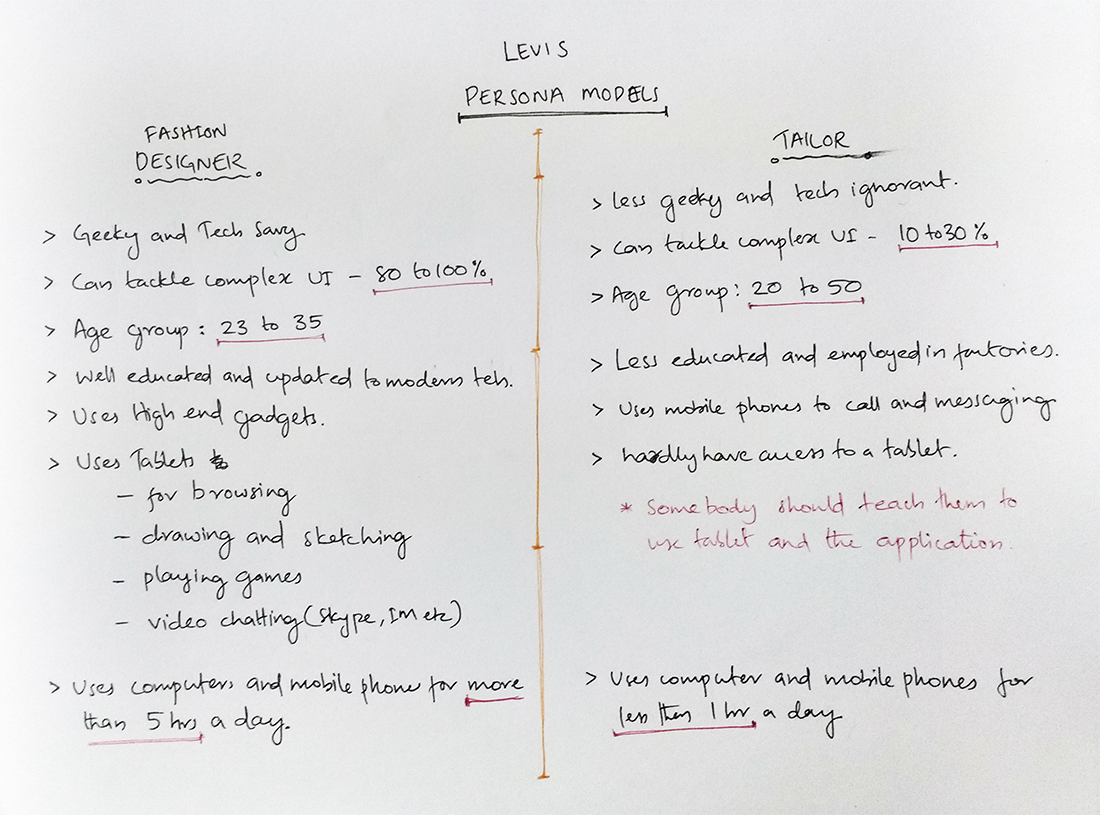 LEVIS
PERSONA MODELS
FASHION
DESIGNER
> Geeky and Tech Savy
> Can tackle complex UI - 80 to 100%
> Age group : 23 to 35
> Well educated and updated to modern teh.
> Uses High end gadgets.
> Uses Tablets
- for browsing
- drawing and sketching
- playing games
- video chatting (Skype, IM etc)
> Uses computers and mobile phone for more
than 5 hrs a day.
TAILOR
> Less geeky and tech ignorant.
> Can tackle complex UI - 10 to 30%
> Age group : 20 to 50
> Less educated and employed in factories.
> Uses mobile phones to call and messaging
> hardly have access to a tablet.
* Somebody should teach them to
use tablet and the application.
> Uses computer and mobile phones for
less then 1 hr a day